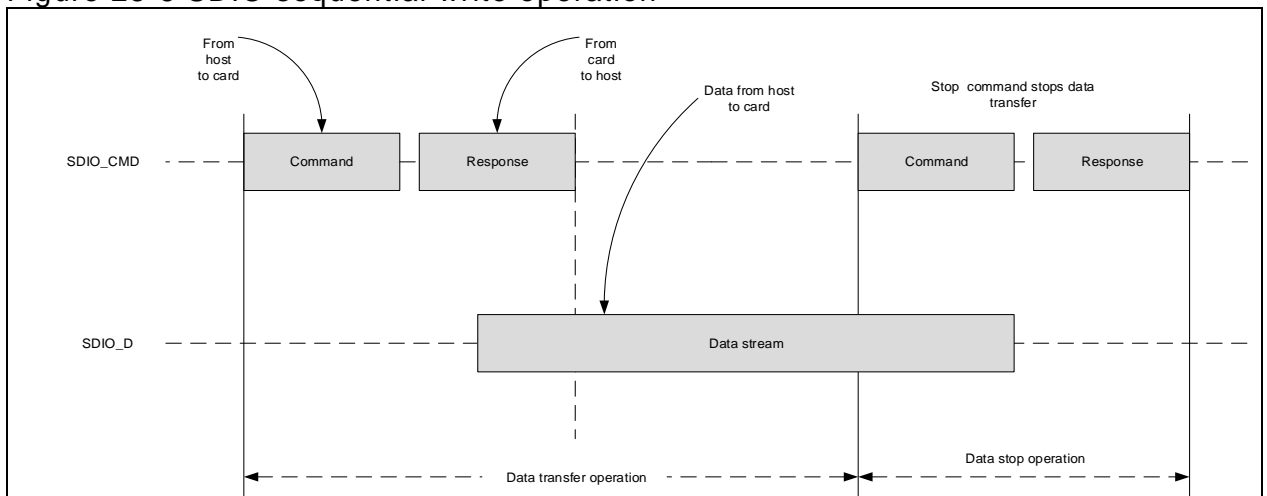 From
host
to card
From
card
to host
Data from host
to card
Stop command stops data
transfer
SDIO_CMD
Command
Response
Command
Response
SDIO_D
Data stream
Data transfer operation
Data stop operation